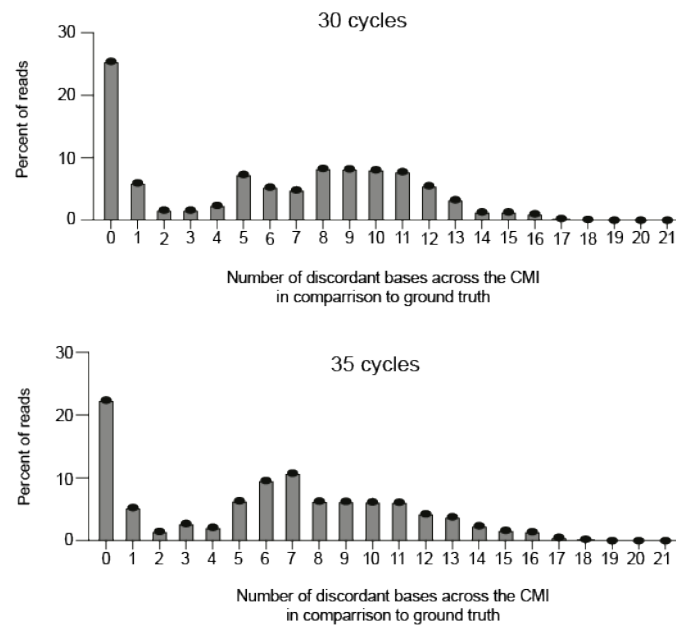 30 cycles
30
20
10
0
Percent of reads
0 1 2 3 4 5 6 7 8 9 10 11 12 13 14 15 16 17 18 19 20 21
Number of discordant bases across the CMI
in comparrison to ground truth
35 cycles
30
20
10
0
Percent of reads
0 1 2 3 4 5 6 7 8 9 10 11 12 13 14 15 16 17 18 19 20 21
Number of discordant bases across the CMI
in comparrison to ground truth